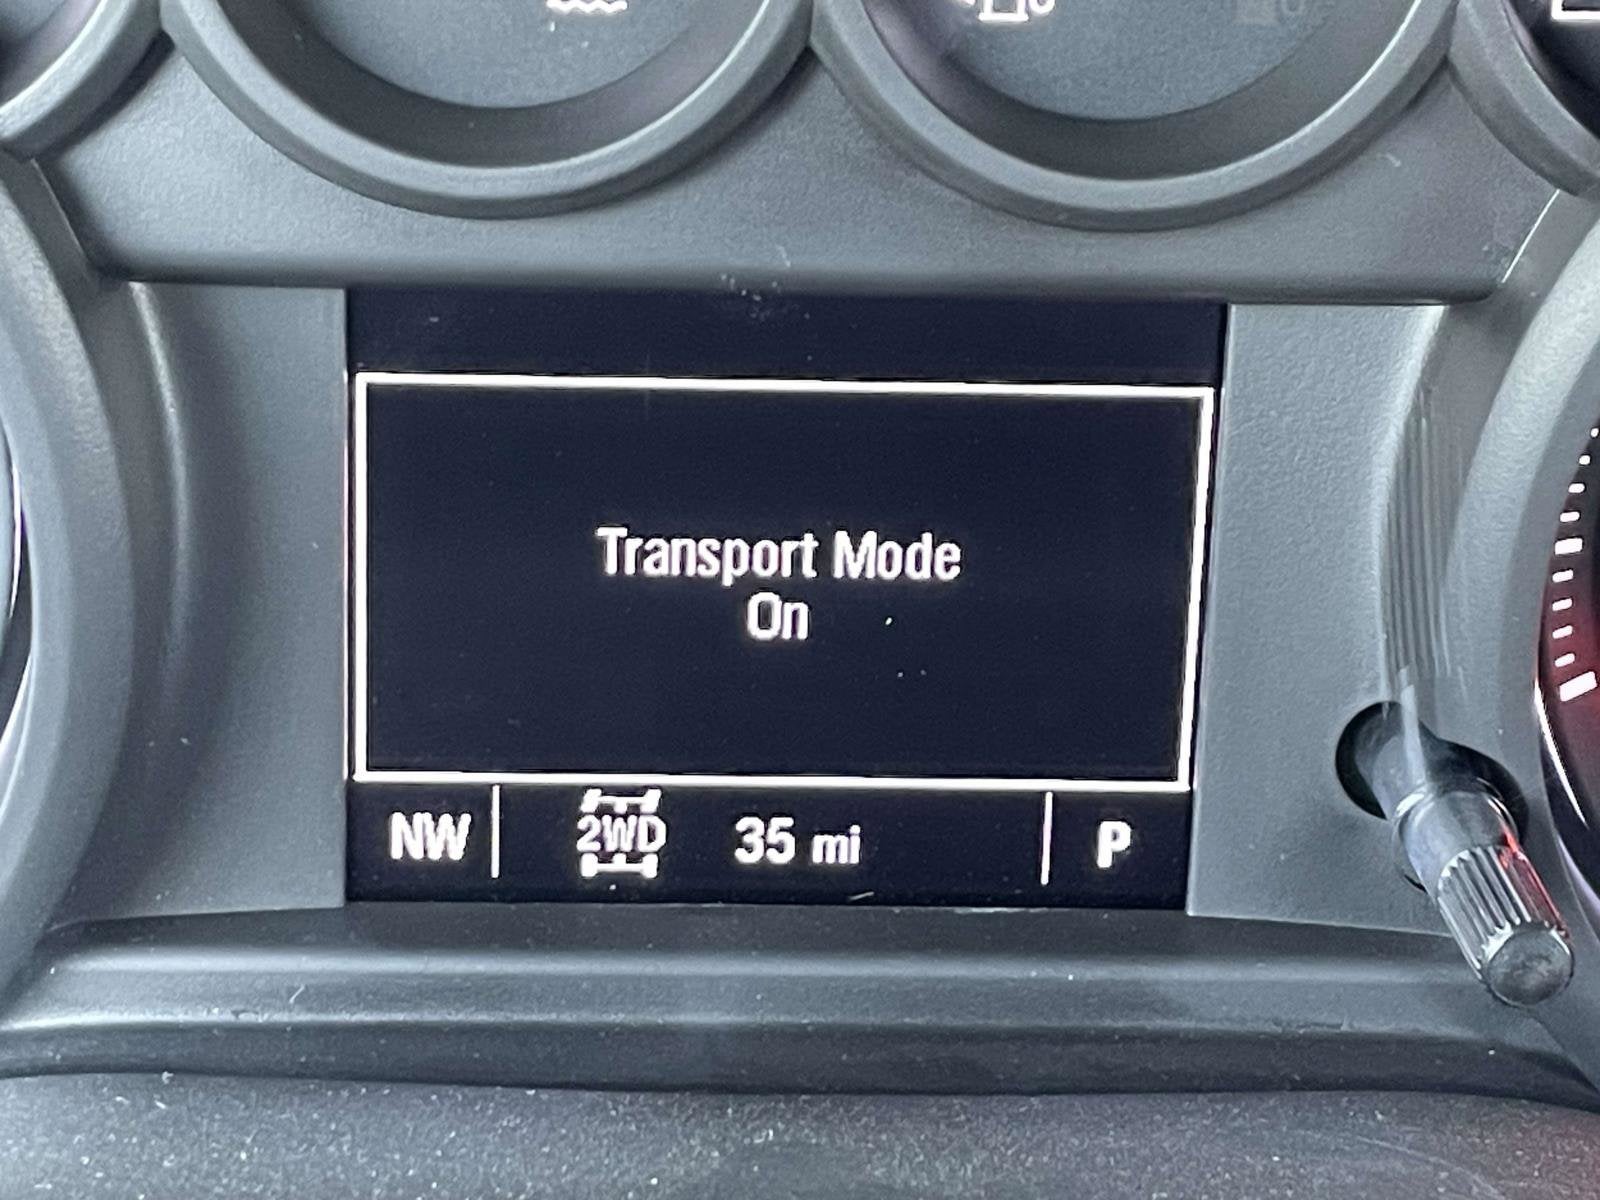 Transport Mode
On
NW 2WD 35 mi P